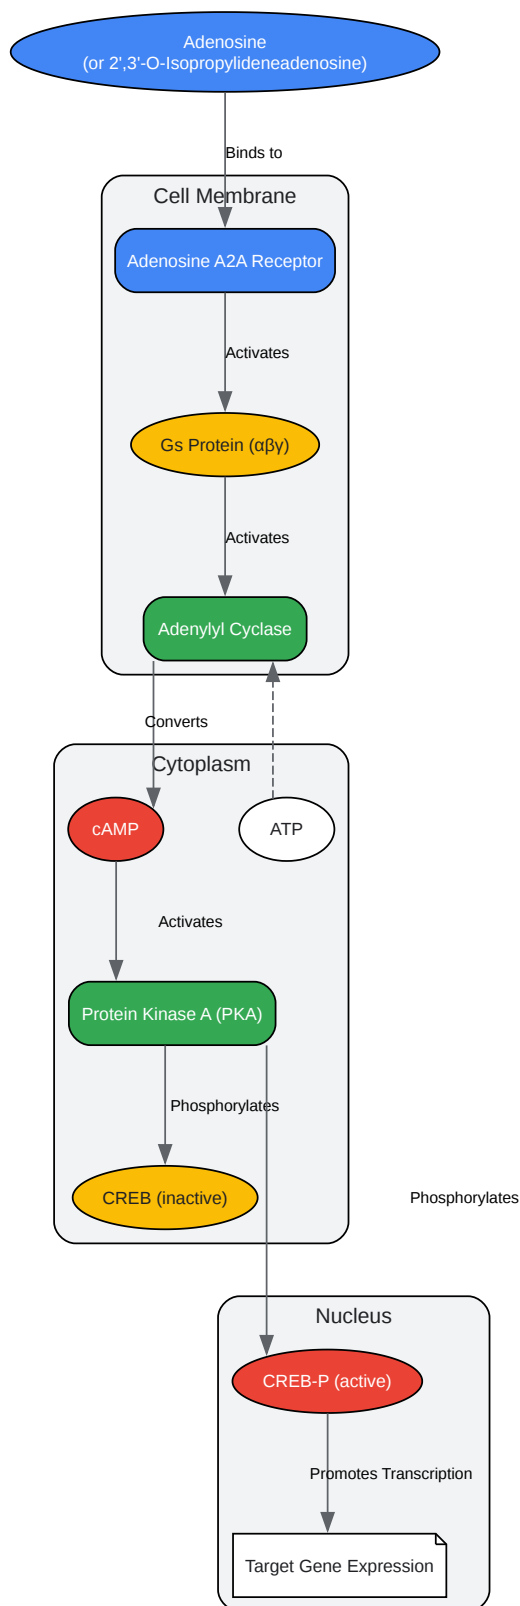 Adenosine
(or 2',3'-O-Isopropylideneadenosine)
Binds to
Cell Membrane
Adenosine A2A Receptor
Activates
Gs Protein (αβγ)
Activates
Adenylyl Cyclase
Converts
Cytoplasm
cAMP
ATP
Activates
Protein Kinase A (PKA)
Phosphorylates
CREB (inactive)
Phosphorylates
Nucleus
CREB-P (active)
Promotes Transcription
Target Gene Expression